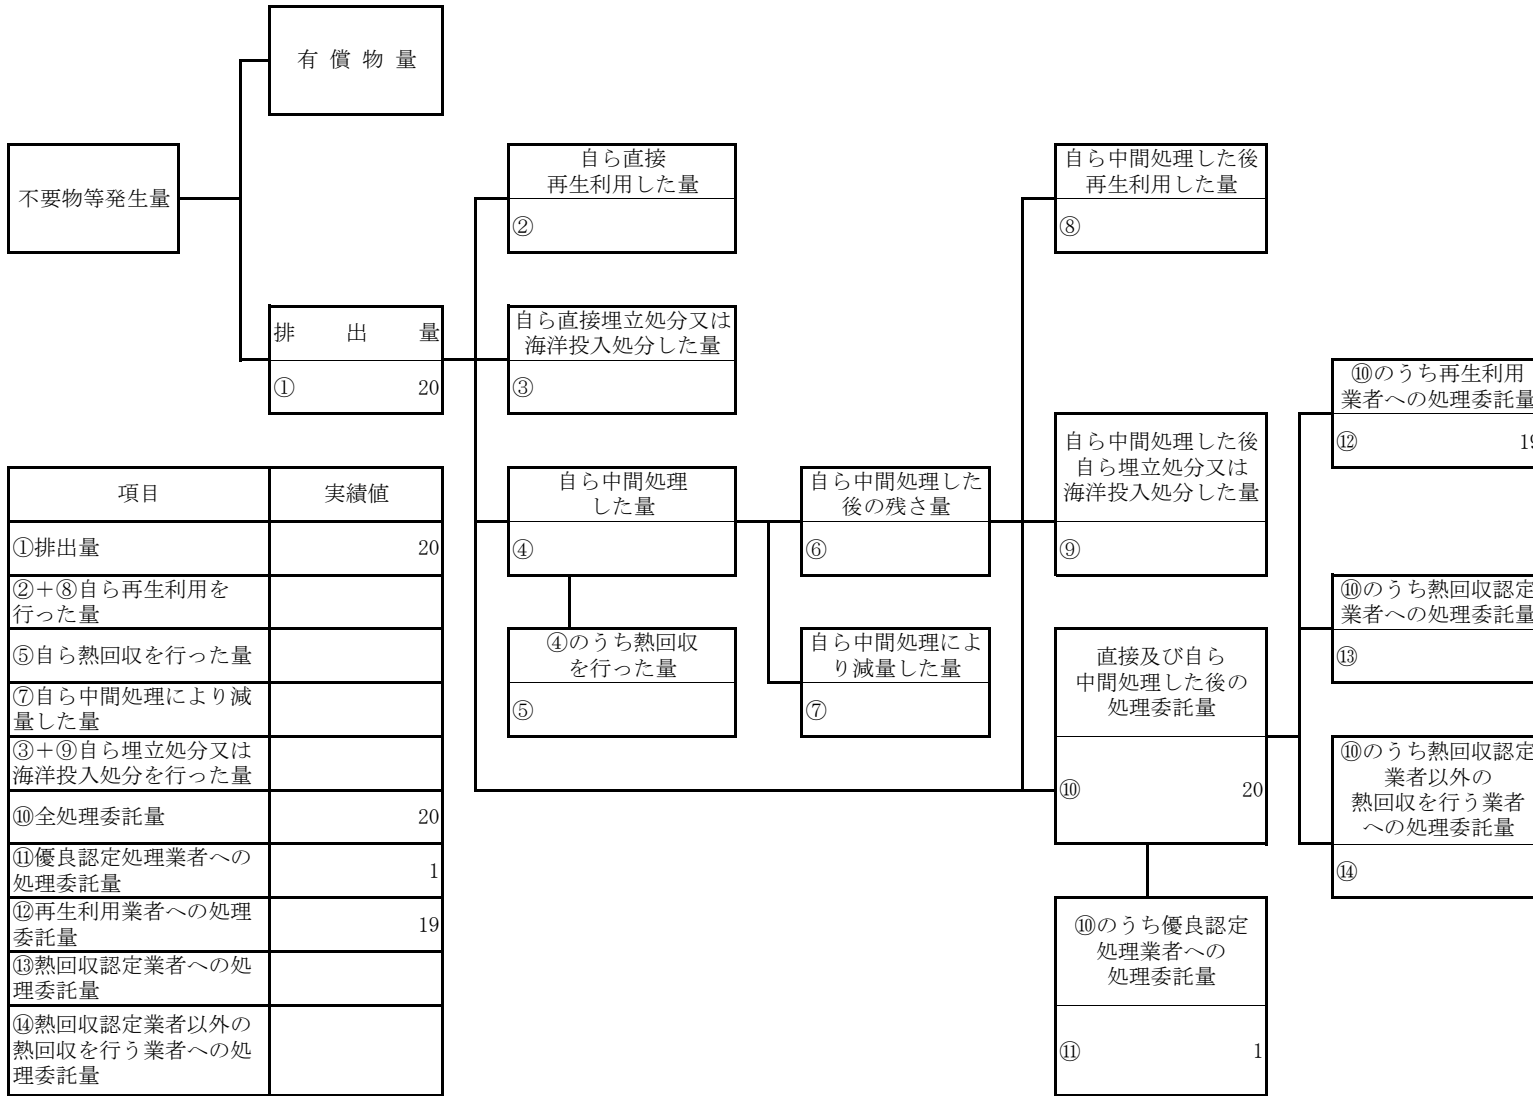 有 償 物 量
不要物等発生量
排 出 量
① 20
自ら直接
再生利用した量
②
自ら直接埋立処分又は
海洋投入処分した量
③
自ら中間処理
した量
④
④のうち熱回収
を行った量
⑤
自ら中間処理した
後の残さ量
⑥
自ら中間処理によ
り減量した量
⑦
自ら中間処理した後
再生利用した量
⑧
自ら中間処理した後
自ら埋立処分又は
海洋投入処分した量
⑨
直接及び自ら
中間処理した後の
処理委託量
⑩ 20
⑩のうち優良認定
処理業者への
処理委託量
⑪ 1
⑩のうち再生利用
業者への処理委託量
⑫ 19
⑩のうち熱回収認定
業者への処理委託量
⑬
⑩のうち熱回収認定
業者以外の
熱回収を行う業者
への処理委託量
⑭
項目 実績値
①排出量 20
②+⑧自ら再生利用を
行った量
⑤自ら熱回収を行った量
⑦自ら中間処理により減
量した量
③+⑨自ら埋立処分又は
海洋投入処分を行った量
⑩全処理委託量 20
⑪優良認定処理業者への
処理委託量 1
⑫再生利用業者への処理
委託量 19
⑬熱回収認定業者への処
理委託量
⑭熱回収認定業者以外の
熱回収を行う業者への処
理委託量